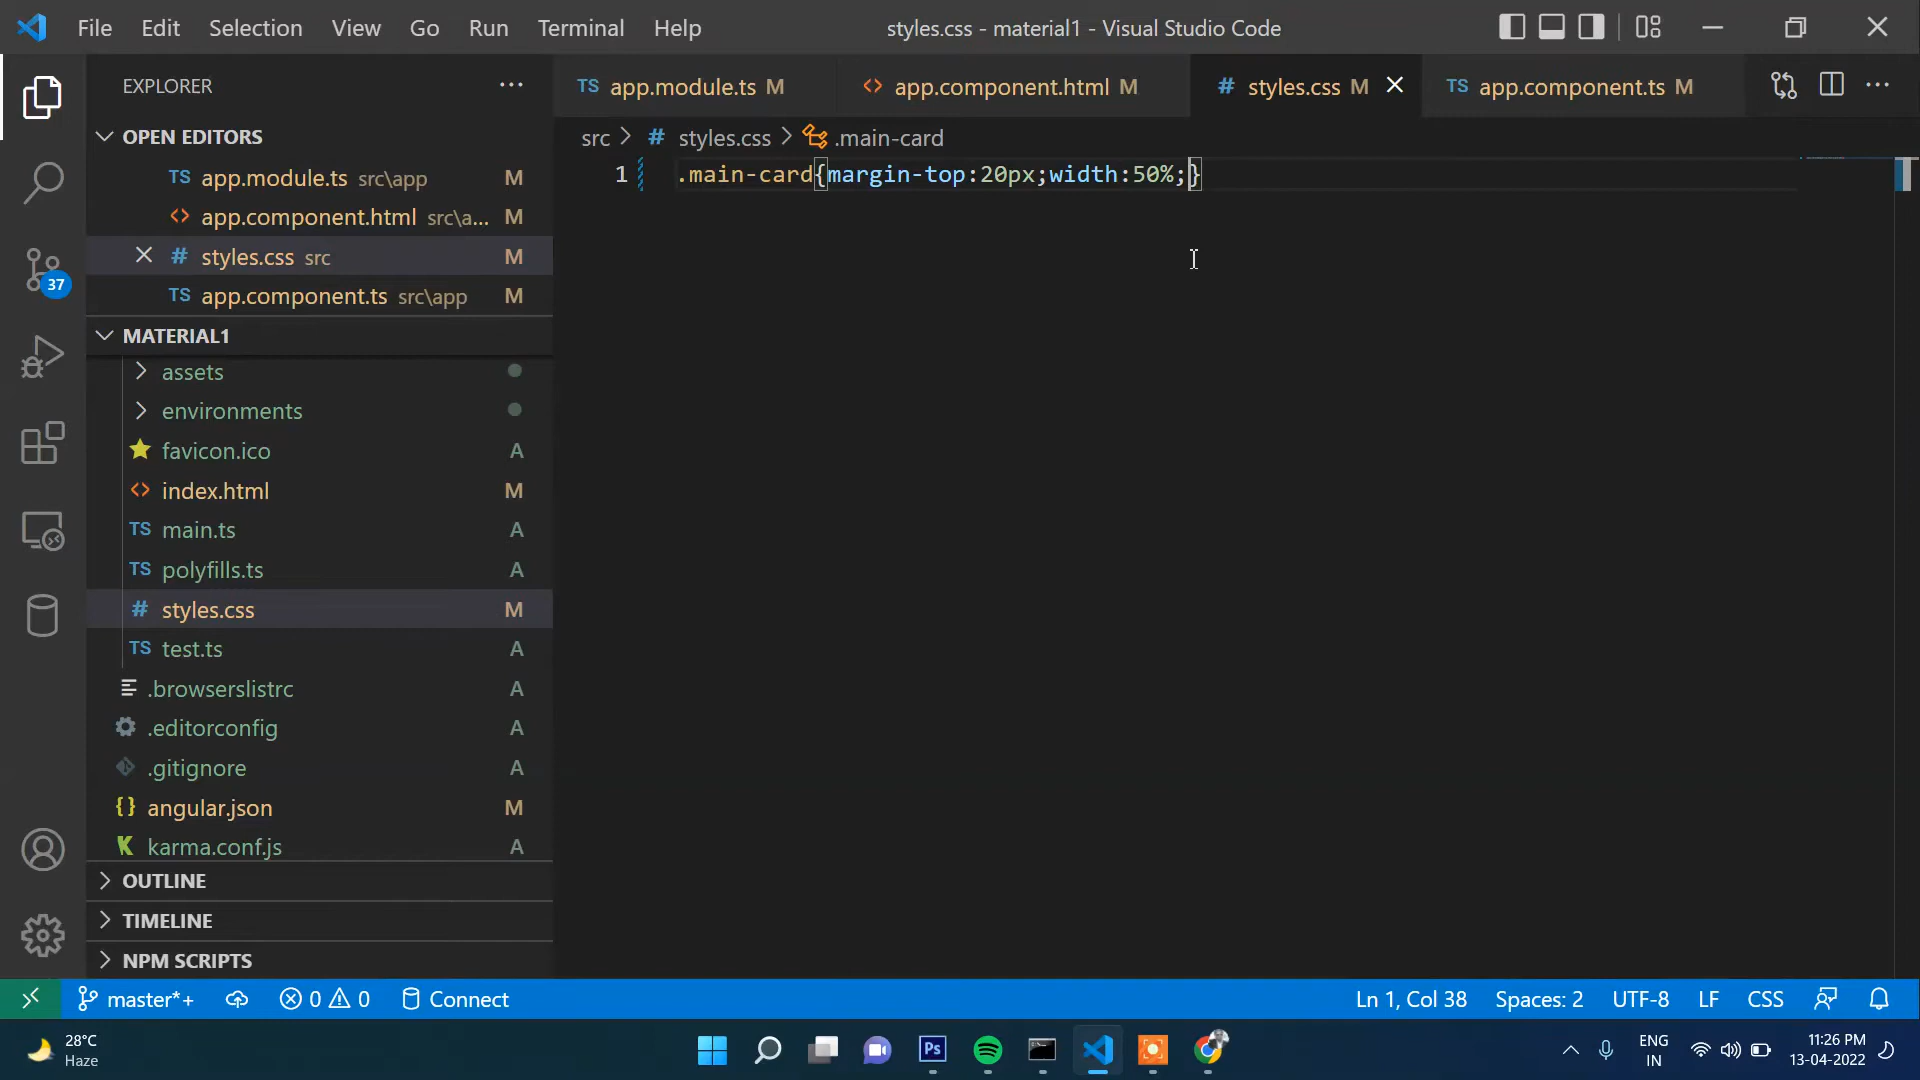 File Edit Selection View Go Run Terminal Help
styles.css - material1 - Visual Studio Code
EXPLORER
OPEN EDITORS
TS app.module.ts src\app M
<> app.component.html src\a... M
# styles.css src M
TS app.component.ts src\app M
MATERIAL1
assets
environments
favicon.ico A
<> index.html M
TS main.ts A
TS polyfills.ts A
# styles.css M
TS test.ts A
.browserslistrc A
.editorconfig A
.gitignore A
{} angular.json M
K karma.conf.js A
OUTLINE
TIMELINE
NPM SCRIPTS
37
TS app.module.ts M
<> app.component.html M
# styles.css M
TS app.component.ts M
src > # styles.css > .main-card
1 .main-card{margin-top:20px;width:50%;}
master*+ 0 0 Connect
Ln 1, Col 38 Spaces: 2 UTF-8 LF CSS
28°C
Haze
Ps
ENG
IN
11:26 PM
13-04-2022